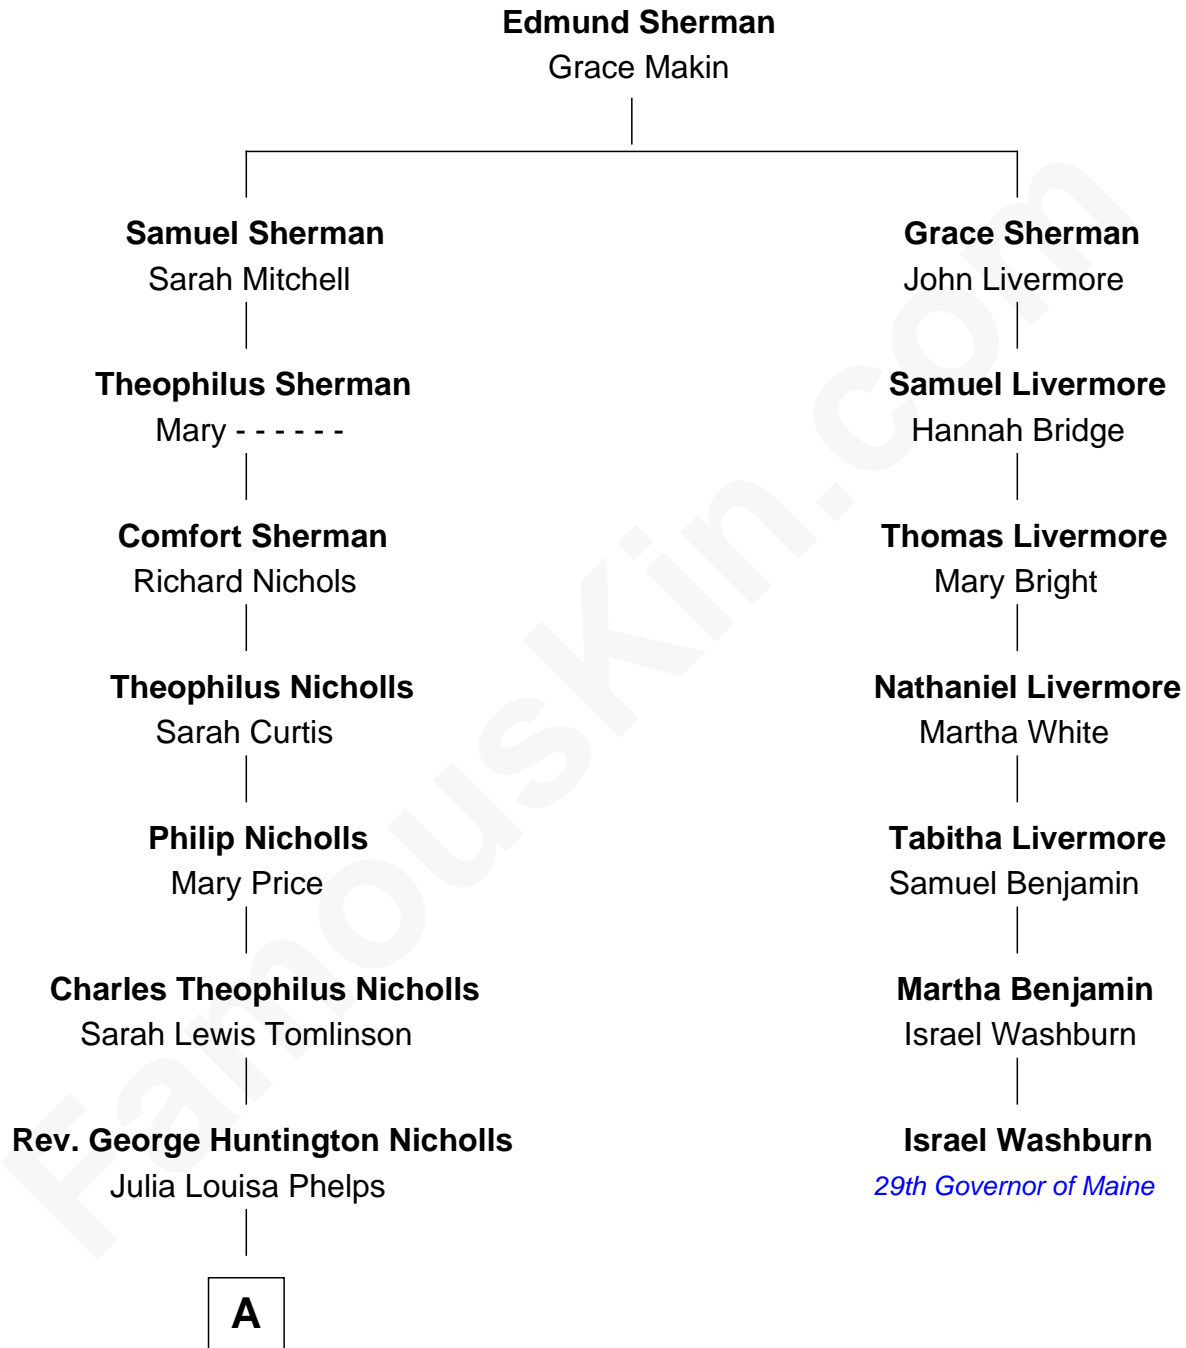 Edmund Sherman
Grace Makin
Samuel Sherman
Sarah Mitchell
Theophilus Sherman
Mary - - - - - -
Comfort Sherman
Richard Nichols
Theophilus Nicholls
Sarah Curtis
Philip Nicholls
Mary Price
Charles Theophilus Nicholls
Sarah Lewis Tomlinson
Rev. George Huntington Nicholls
Julia Louisa Phelps
A
Grace Sherman
John Livermore
Samuel Livermore
Hannah Bridge
Thomas Livermore
Mary Bright
Nathaniel Livermore
Martha White
Tabitha Livermore
Samuel Benjamin
Martha Benjamin
Israel Washburn
Israel Washburn
29th Governor of Maine
FamousKin.com